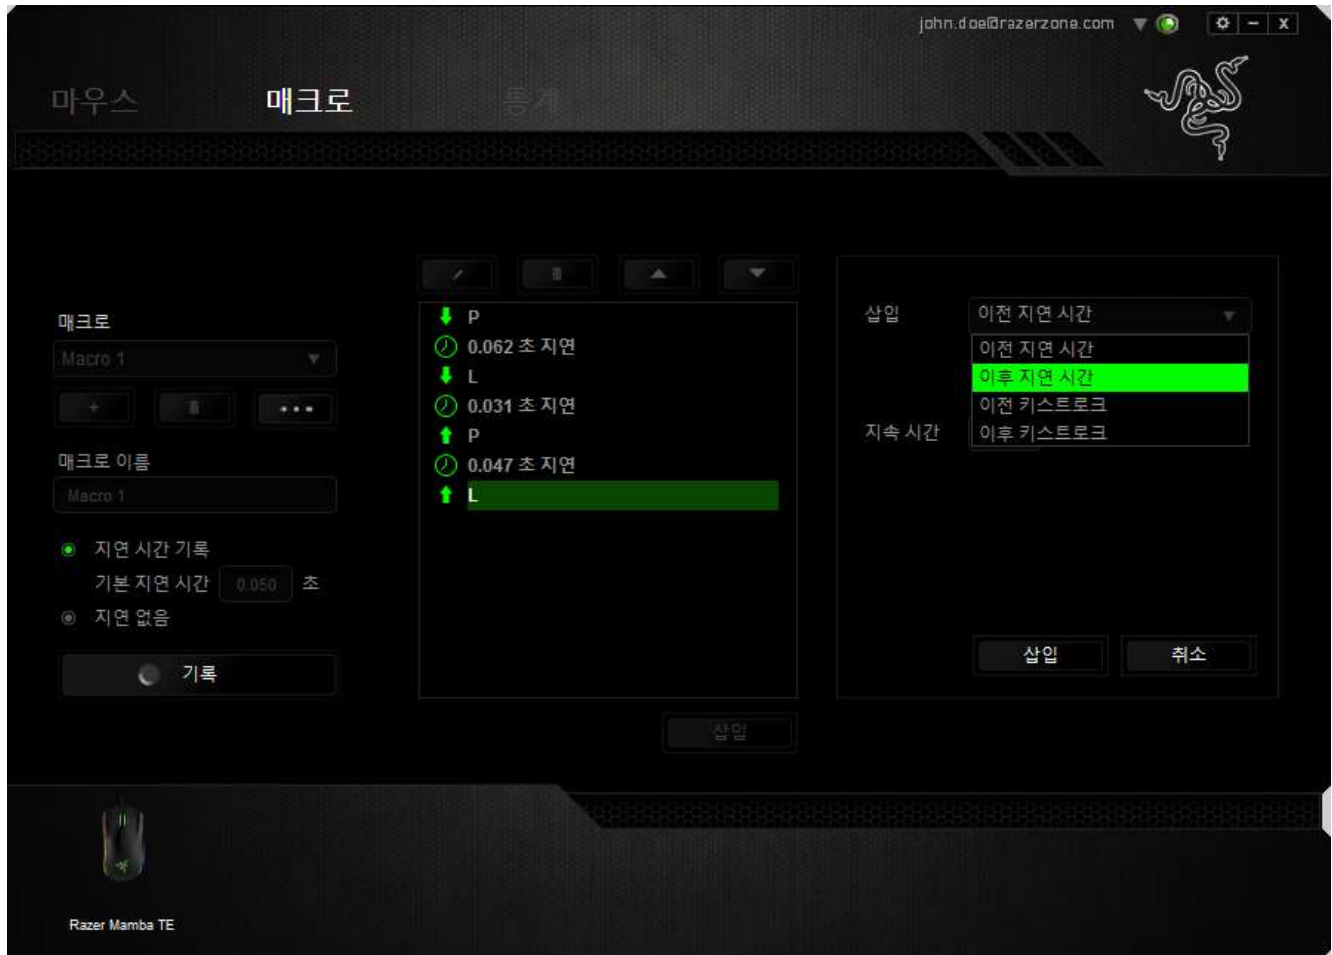 john.doe@razerzone.com
마우스 매크로 통계
매크로
Macro 1
매크로 이름
Macro 1
지연 시간 기록
기본 지연 시간 0.050 초
지연 없음
기록
P
0.062 초 지연
L
0.031 초 지연
P
0.047 초 지연
L
삽입
삽입 이전 지연 시간
이전 지연 시간
이후 지연 시간
이전 키스트로크
이후 키스트로크
지속 시간
삽입 취소
Razer Mamba TE